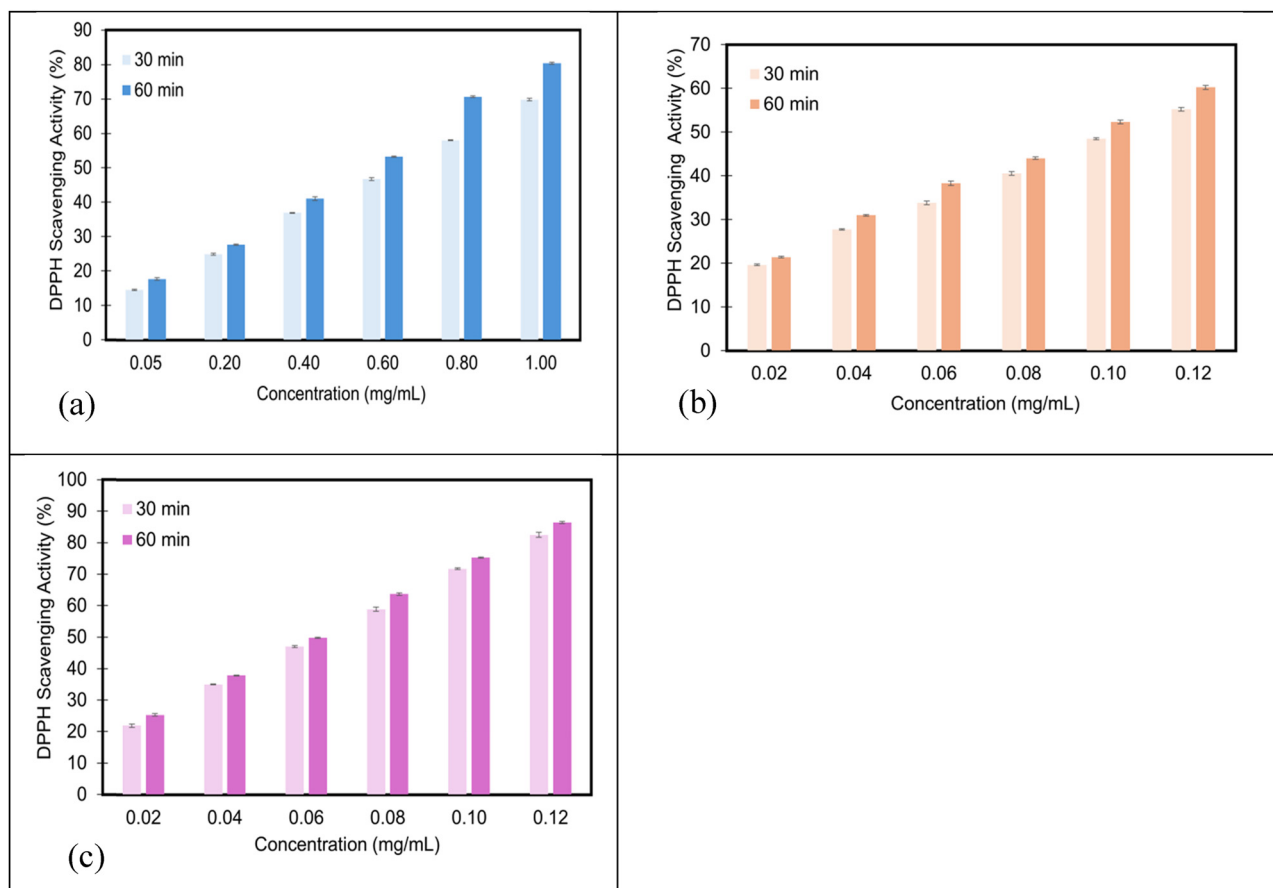 90
80
70
60
50
40
30
20
10
0
DPPH Scavenging Activity (%)
30 min
60 min
0.05 0.20 0.40 0.60 0.80 1.00
Concentration (mg/mL)
(a)
70
60
50
40
30
20
10
0
DPPH Scavenging Activity (%)
30 min
60 min
0.02 0.04 0.06 0.08 0.10 0.12
Concentration (mg/mL)
(b)
100
90
80
70
60
50
40
30
20
10
0
DPPH Scavenging Activity (%)
30 min
60 min
0.02 0.04 0.06 0.08 0.10 0.12
Concentration (mg/mL)
(c)